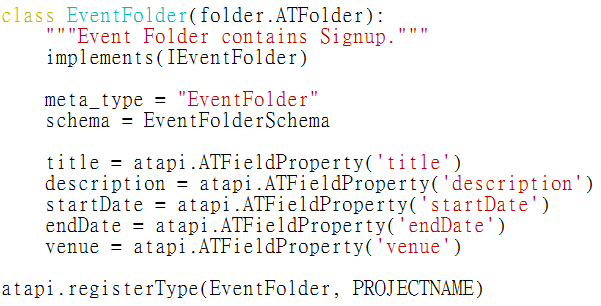 class EventFolder(folder.ATFolder):
    """Event Folder contains Signup."""
    implements(IEventFolder)

    meta_type = "EventFolder"
    schema = EventFolderSchema

    title = atapi.ATFieldProperty('title')
    description = atapi.ATFieldProperty('description')
    startDate = atapi.ATFieldProperty('startDate')
    endDate = atapi.ATFieldProperty('endDate')
    venue = atapi.ATFieldProperty('venue')

atapi.registerType(EventFolder, PROJECTNAME)